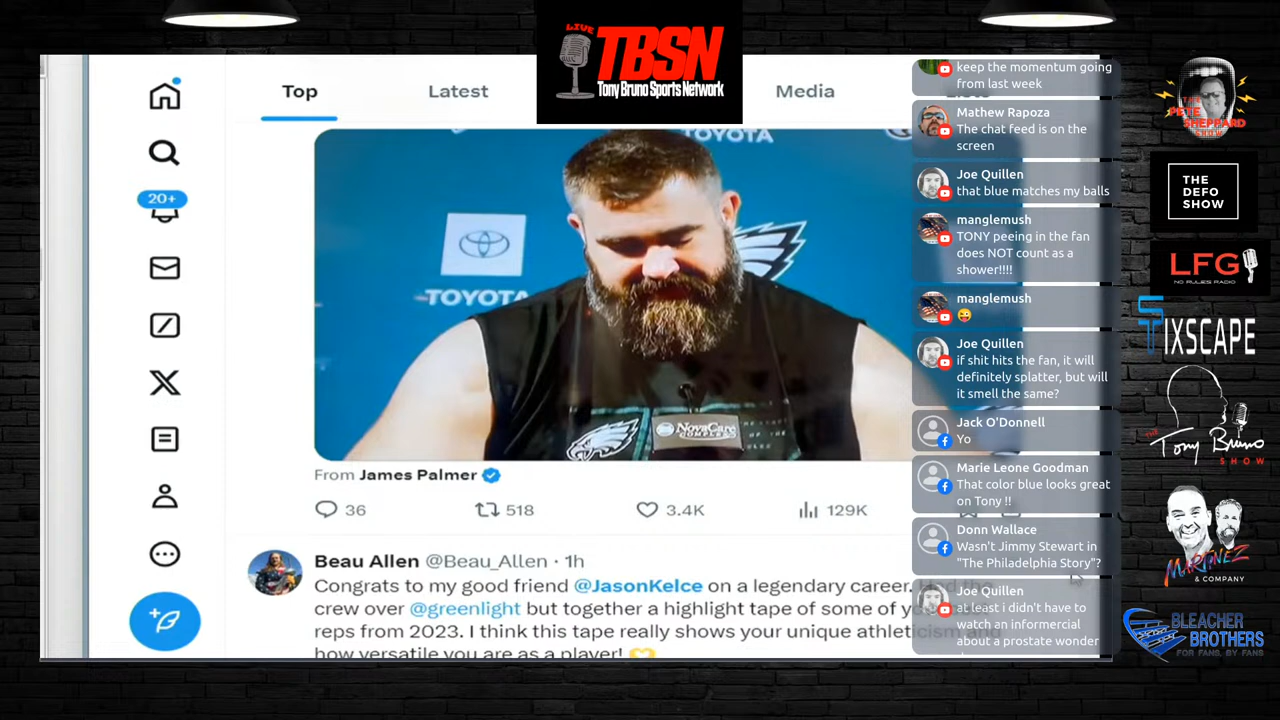 LIVE
TBSN
Tony Bruno Sports Network
Top
Latest
Media
20+
TOYOTA
TOYOTA
NovaCare
COMPLEX
From James Palmer
36
518
3.4K
129K
Beau Allen @Beau_Allen · 1h
Congrats to my good friend @JasonKelce on a legendary career. Had the
crew over @greenlight but together a highlight tape of some of
reps from 2023. I think this tape really shows your unique athleticism and
how versatile you are as a player! 🫶
keep the momentum going
from last week
Mathew Rapoza
The chat feed is on the
screen
Joe Quillen
that blue matches my balls
manglemush
TONY peeing in the fan
does NOT count as a
shower!!!!
manglemush
😜
Joe Quillen
if shit hits the fan, it will
definitely splatter, but will
it smell the same?
Jack O'Donnell
Yo
Marie Leone Goodman
That color blue looks great
on Tony !!
Donn Wallace
Wasn't Jimmy Stewart in
"The Philadelphia Story"?
Joe Quillen
at least i didn't have to
watch an informercial
about a prostate wonder
THE
PETE
SHEPPARD
SHOW
THE
DEFO
SHOW
LFG
NO RULES RADIO
SIXSCAPE
THE
Tony Bruno
SHOW
MARTINEZ
& COMPANY
BLEACHER
BROTHERS
FOR FANS, BY FANS